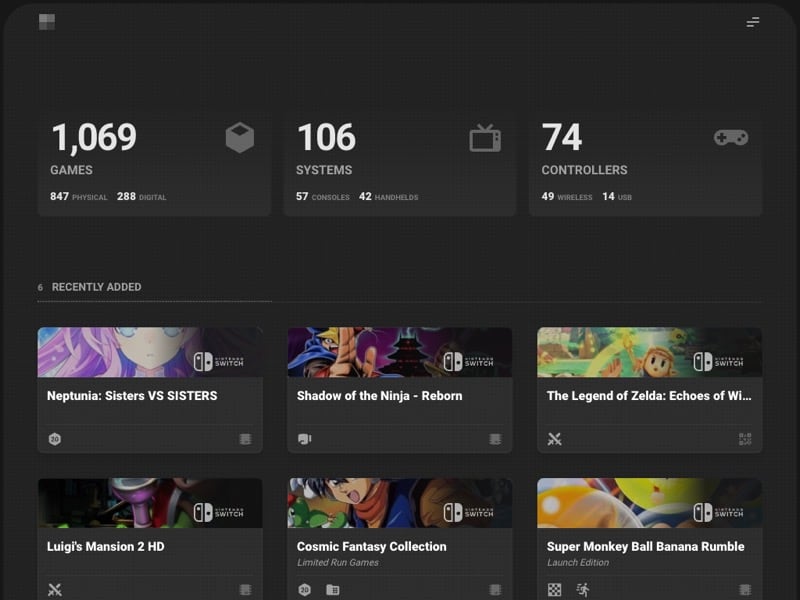 1,069
GAMES
847 PHYSICAL 288 DIGITAL
106
SYSTEMS
57 CONSOLES 42 HANDHELDS
74
CONTROLLERS
49 WIRELESS 14 USB
6 RECENTLY ADDED
NINTENDO
SWITCH
Neptunia: Sisters VS SISTERS
20
NINTENDO
SWITCH
Shadow of the Ninja - Reborn
NINTENDO
SWITCH
The Legend of Zelda: Echoes of Wi...
NINTENDO
SWITCH
Luigi's Mansion 2 HD
NINTENDO
SWITCH
Cosmic Fantasy Collection
Limited Run Games
20
NINTENDO
SWITCH
Super Monkey Ball Banana Rumble
Launch Edition